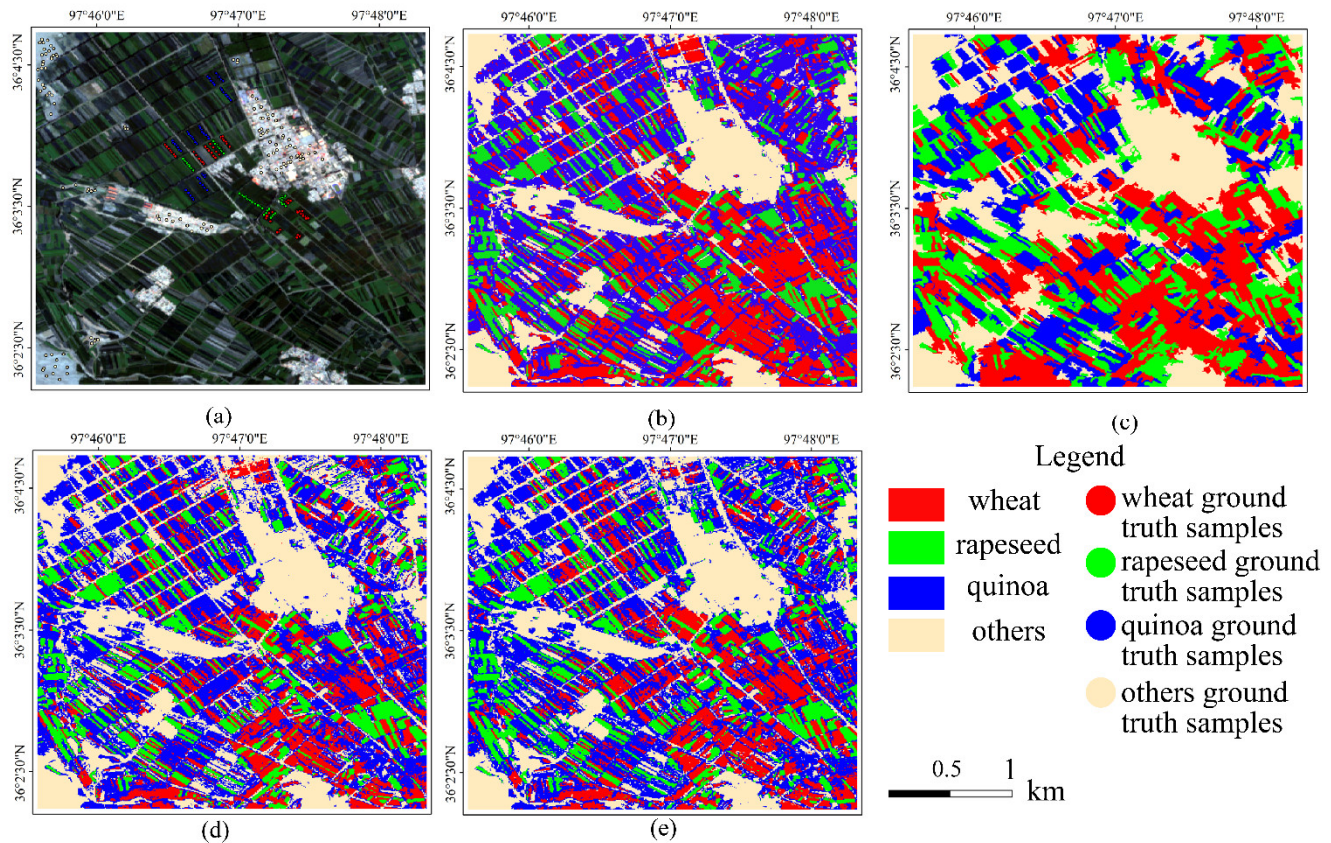 97°46'0"E 97°47'0"E 97°48'0"E
97°46'0"E 97°47'0"E 97°48'0"E
97°46'0"E 97°47'0"E 97°48'0"E
36°4'30"N
36°3'30"N
36°2'30"N
36°4'30"N
36°3'30"N
36°2'30"N
36°4'30"N
36°3'30"N
36°2'30"N
(a)
(b)
(c)
97°46'0"E 97°47'0"E 97°48'0"E
97°46'0"E 97°47'0"E 97°48'0"E
36°4'30"N
36°3'30"N
36°2'30"N
36°4'30"N
36°3'30"N
36°2'30"N
(d)
(e)
Legend
wheat
rapeseed
quinoa
others
wheat ground
truth samples
rapeseed ground
truth samples
quinoa ground
truth samples
others ground
truth samples
0.5 1
km